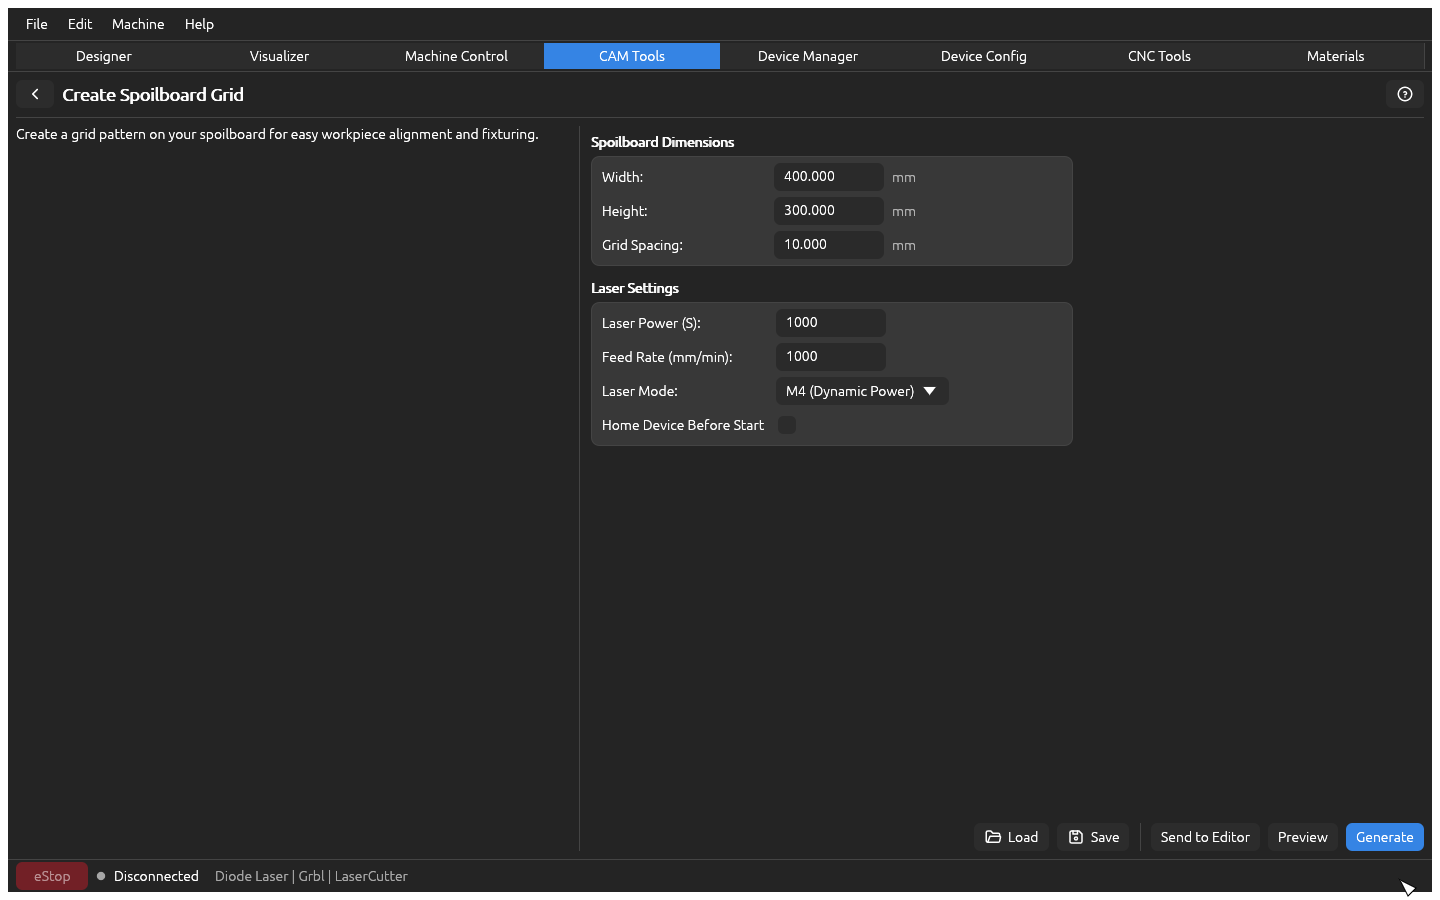 File Edit Machine Help
Designer Visualizer Machine Control CAM Tools Device Manager Device Config CNC Tools Materials
Create Spoilboard Grid
Create a grid pattern on your spoilboard for easy workpiece alignment and fixturing.
Spoilboard Dimensions
Width: 400.000 mm
Height: 300.000 mm
Grid Spacing: 10.000 mm
Laser Settings
Laser Power (S): 1000
Feed Rate (mm/min): 1000
Laser Mode: M4 (Dynamic Power)
Home Device Before Start
Load Save Send to Editor Preview Generate
eStop Disconnected Diode Laser | Grbl | LaserCutter